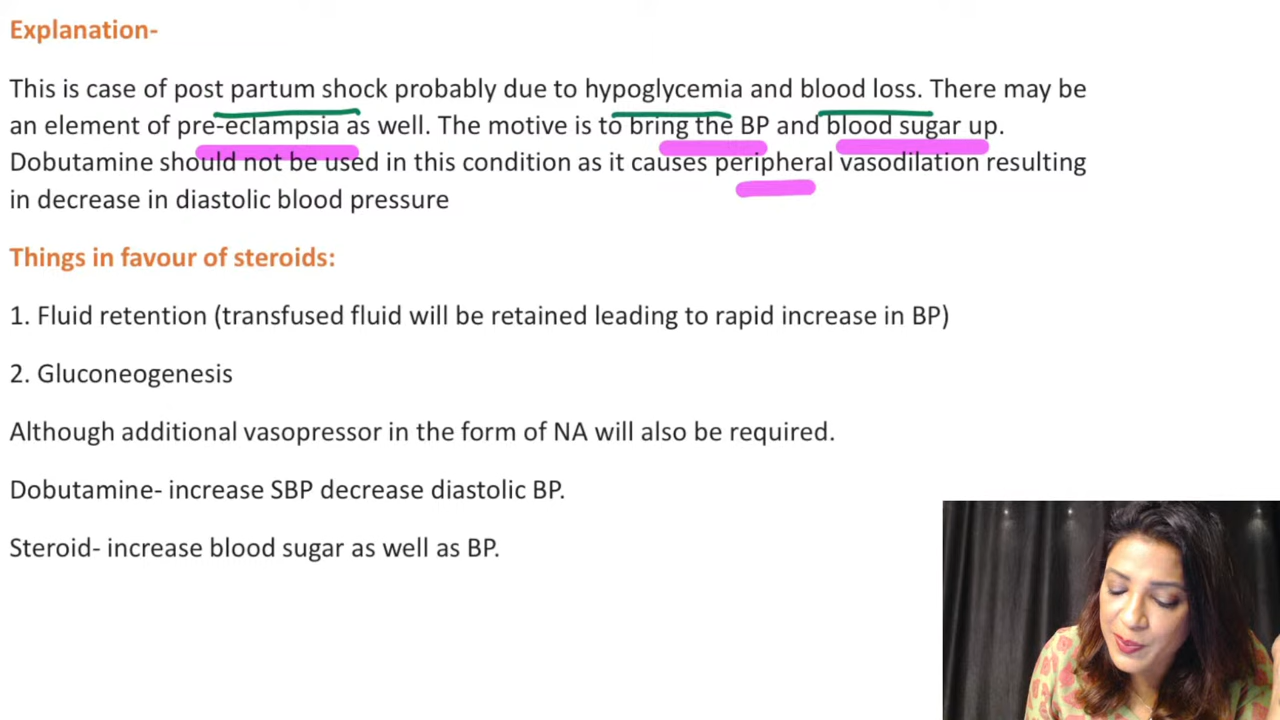 Explanation-
This is case of post partum shock probably due to hypoglycemia and blood loss. There may be
an element of pre-eclampsia as well. The motive is to bring the BP and blood sugar up.
Dobutamine should not be used in this condition as it causes peripheral vasodilation resulting
in decrease in diastolic blood pressure
Things in favour of steroids:
1. Fluid retention (transfused fluid will be retained leading to rapid increase in BP)
2. Gluconeogenesis
Although additional vasopressor in the form of NA will also be required.
Dobutamine- increase SBP decrease diastolic BP.
Steroid- increase blood sugar as well as BP.